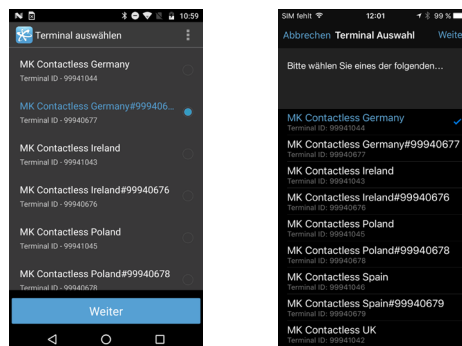 10:59
Terminal auswählen
MK Contactless Germany
Terminal ID - 99941044
MK Contactless Germany#999406...
Terminal ID - 99940677
MK Contactless Ireland
Terminal ID - 99941043
MK Contactless Ireland#99940676
Terminal ID - 99940676
MK Contactless Poland
Terminal ID - 99941045
MK Contactless Poland#99940678
Terminal ID - 99940678
Weiter
SIM fehlt 12:01 99 %
Abbrechen Terminal Auswahl Weite
Bitte wählen Sie eines der folgenden...
MK Contactless Germany
Terminal ID: 99941044
MK Contactless Germany#99940677
Terminal ID: 99940677
MK Contactless Ireland
Terminal ID: 99941043
MK Contactless Ireland#99940676
Terminal ID: 99940676
MK Contactless Poland
Terminal ID: 99941045
MK Contactless Poland#99940678
Terminal ID: 99940678
MK Contactless Spain
Terminal ID: 99941046
MK Contactless Spain#99940679
Terminal ID: 99940679
MK Contactless UK
Terminal ID: 99941042